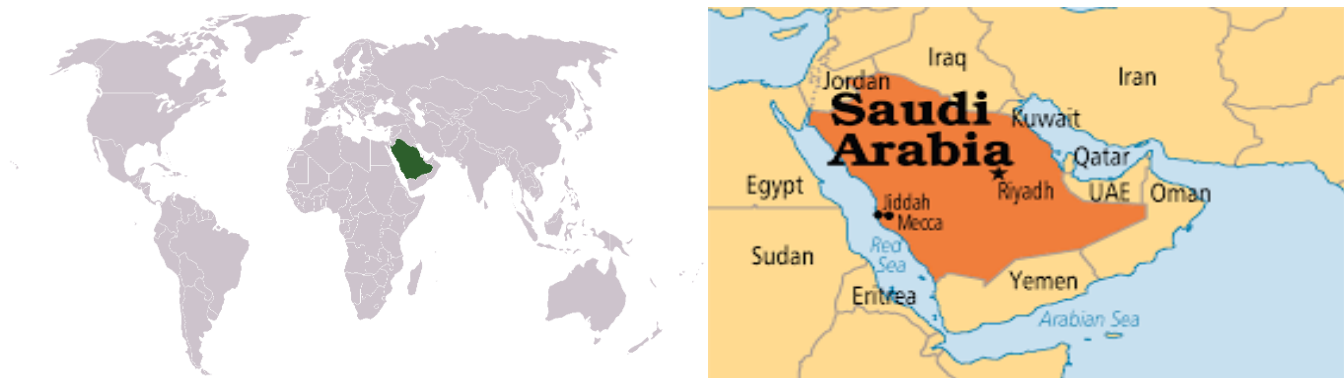 Iraq
Iran
Jordan
Saudi
Arabia
Kuwait
Qatar
Egypt
Riyadh
UAE
Oman
Jiddah
Mecca
Red
Sea
Sudan
Yemen
Eritrea
Arabian Sea